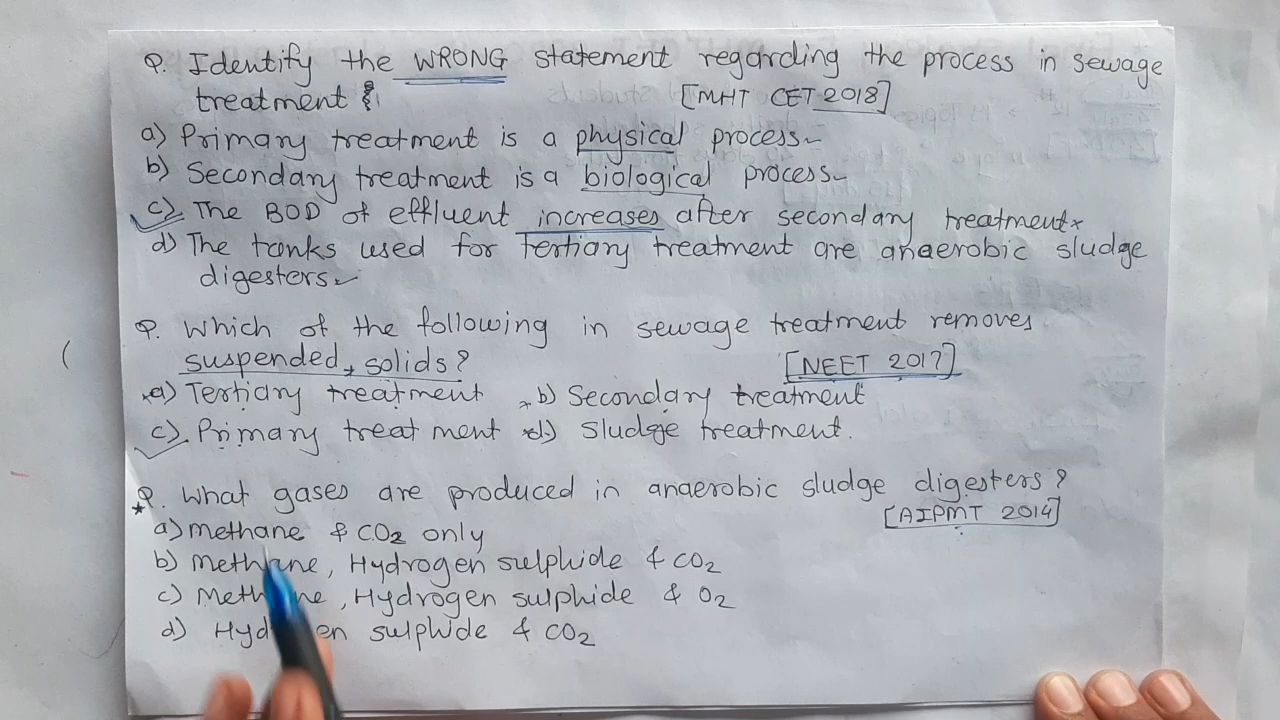 Q. Identify the WRONG statement regarding the process in sewage
treatment : [MHT CET 2018]
a) Primary treatment is a physical process
b) Secondary treatment is a biological process
c) The BOD of effluent increases after secondary treatment
d) The tanks used for tertiary treatment are anaerobic sludge
digesters
Q. Which of the following in sewage treatment removes
suspended solids? [NEET 2017]
a) Tertiary treatment b) Secondary treatment
c) Primary treatment d) Sludge treatment.
Q. What gases are produced in anaerobic sludge digesters?
[AIPMT 2014]
a) methane & CO2 only
b) Methane, Hydrogen sulphide & CO2
c) , Hydrogen sulphide & O2
d) sulphide & CO2